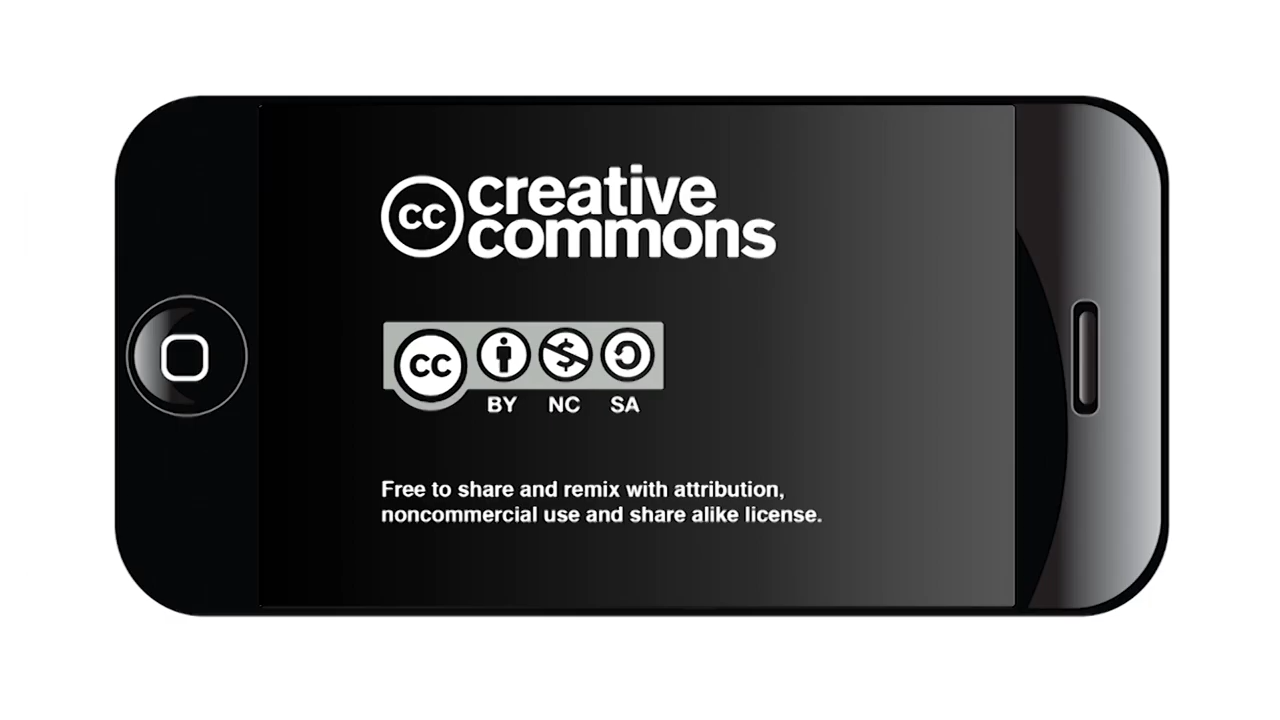 cc creative
commons
cc
BY NC SA
Free to share and remix with attribution,
noncommercial use and share alike license.